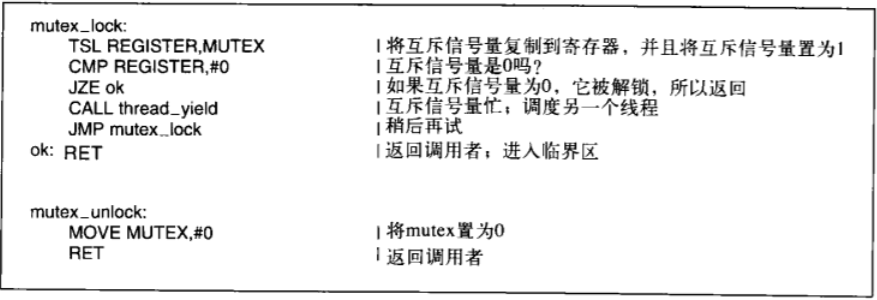 mutex_lock:
TSL REGISTER,MUTEX |将互斥信号量复制到寄存器，并且将互斥信号量置为1
CMP REGISTER,#0 |互斥信号量是0吗？
JZE ok |如果互斥信号量为0，它被解锁，所以返回
CALL thread_yield |互斥信号量忙；调度另一个线程
JMP mutex_lock |稍后再试
ok: RET |返回调用者；进入临界区
mutex_unlock:
MOVE MUTEX,#0 |将mutex置为0
RET |返回调用者